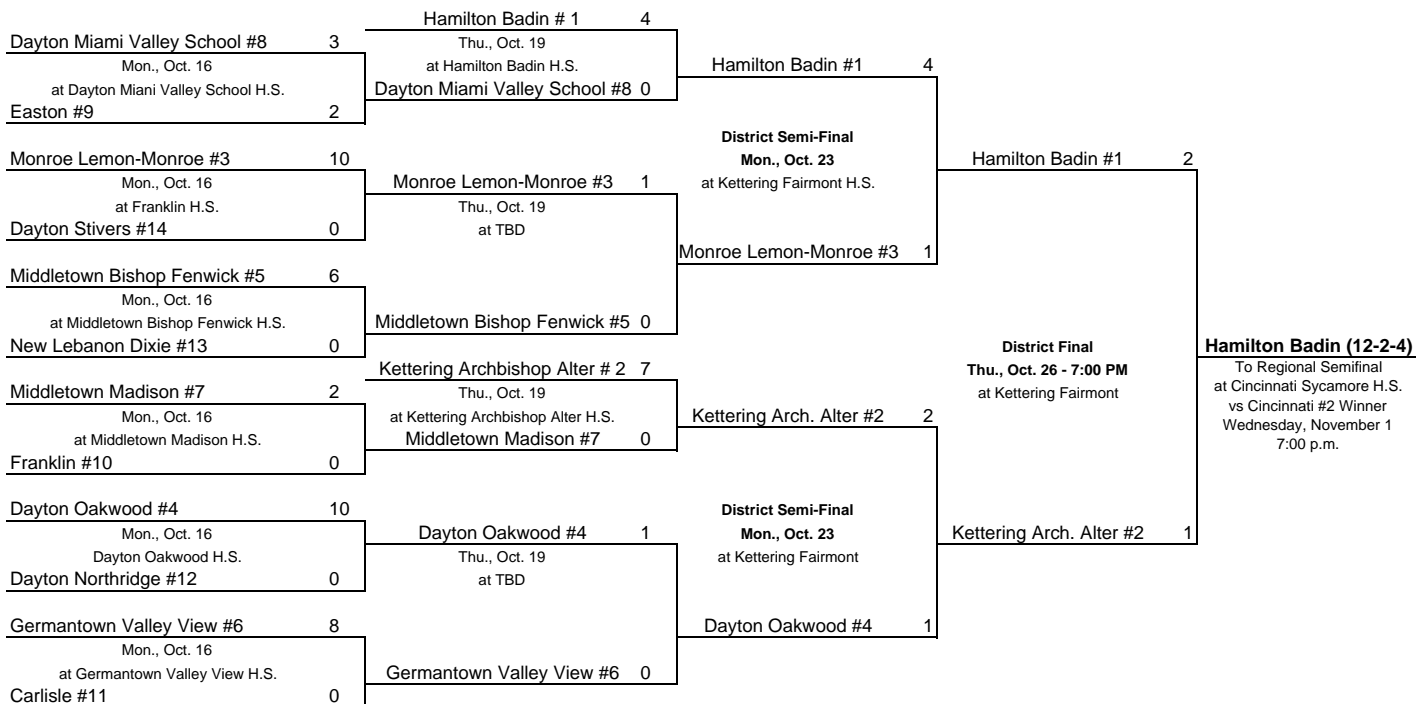 Dayton Miami Valley School #8 3
Mon., Oct. 16
at Dayton Miani Valley School H.S.
Easton #9 2
Monroe Lemon-Monroe #3 10
Mon., Oct. 16
at Franklin H.S.
Dayton Stivers #14 0
Middletown Bishop Fenwick #5 6
Mon., Oct. 16
at Middletown Bishop Fenwick H.S.
New Lebanon Dixie #13 0
Middletown Madison #7 2
Mon., Oct. 16
at Middletown Madison H.S.
Franklin #10 0
Dayton Oakwood #4 10
Mon., Oct. 16
Dayton Oakwood H.S.
Dayton Northridge #12 0
Germantown Valley View #6 8
Mon., Oct. 16
at Germantown Valley View H.S.
Carlisle #11 0
Hamilton Badin # 1 4
Thu., Oct. 19
at Hamilton Badin H.S.
Dayton Miami Valley School #8 0
Monroe Lemon-Monroe #3 1
Thu., Oct. 19
at TBD
Middletown Bishop Fenwick #5 0
Kettering Archbishop Alter # 2 7
Thu., Oct. 19
at Kettering Archbishop Alter H.S.
Middletown Madison #7 0
Dayton Oakwood #4 1
Thu., Oct. 19
at TBD
Germantown Valley View #6 0
Hamilton Badin #1 4
District Semi-Final
Mon., Oct. 23
at Kettering Fairmont H.S.
Monroe Lemon-Monroe #3 1
Kettering Arch. Alter #2 2
District Semi-Final
Mon., Oct. 23
at Kettering Fairmont
Dayton Oakwood #4 1
Hamilton Badin #1 2
District Final
Thu., Oct. 26 - 7:00 PM
at Kettering Fairmont
Kettering Arch. Alter #2 1
Hamilton Badin (12-2-4)
To Regional Semifinal
at Cincinnati Sycamore H.S.
vs Cincinnati #2 Winner
Wednesday, November 1
7:00 p.m.